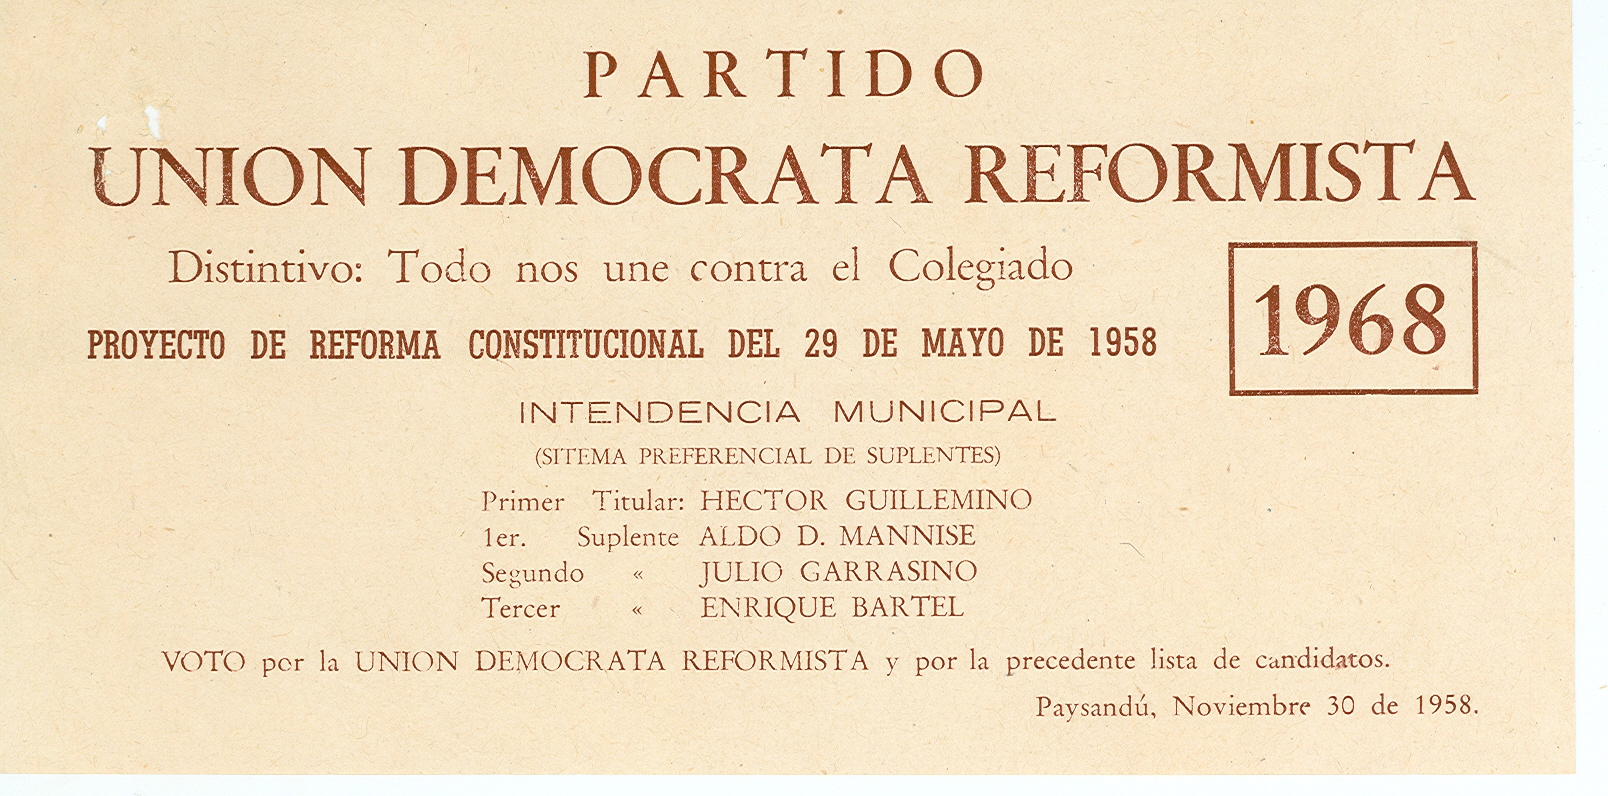 PARTIDO
UNION DEMOCRATA REFORMISTA
Distintivo: Todo nos une contra el Colegiado
1968
PROYECTO DE REFORMA CONSTITUCIONAL DEL 29 DE MAYO DE 1958
INTENDENCIA MUNICIPAL
(SITEMA PREFERENCIAL DE SUPLENTES)
Primer Titular: HECTOR GUILLEMINO
1er. Suplente ALDO D. MANNISE
Segundo « JULIO GARRASINO
Tercer « ENRIQUE BARTEL
VOTO por la UNION DEMOCRATA REFORMISTA y por la precedente lista de candidatos.
Paysandú, Noviembre 30 de 1958.